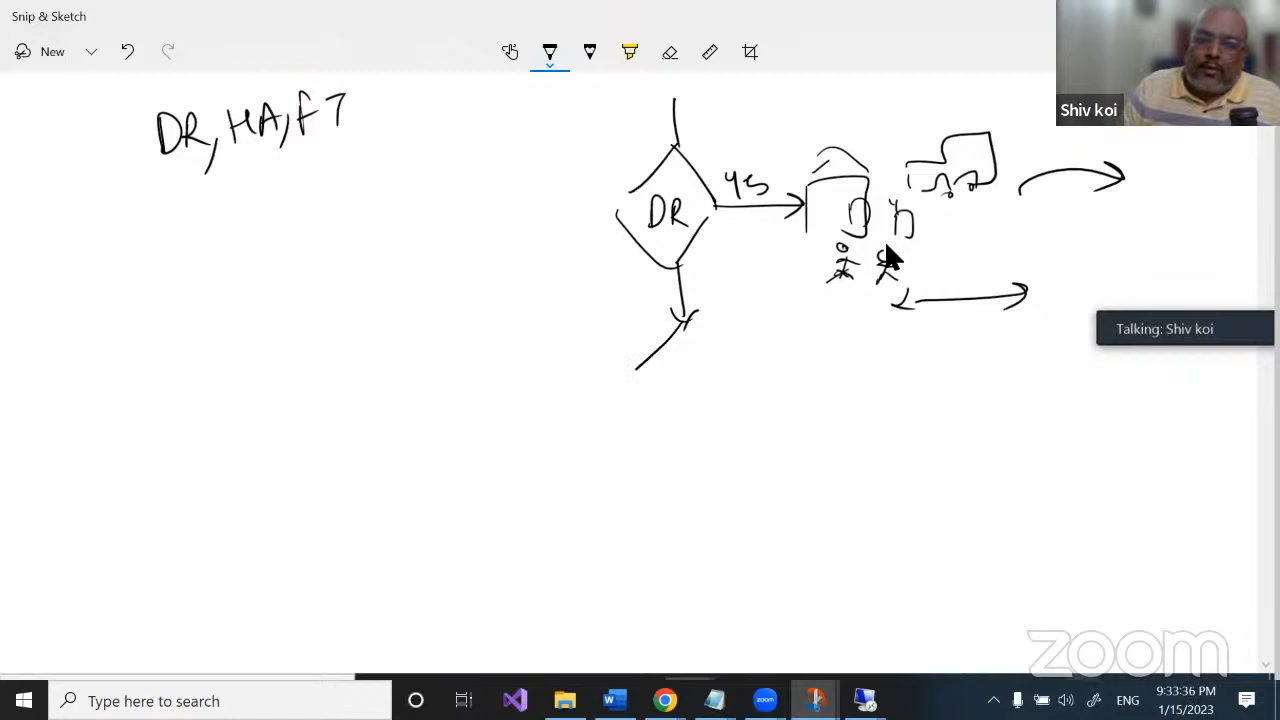 Snip & Sketch
New
Shiv koi
DR, HA, FT
DR
yes
Talking: Shiv koi
zoom
Type here to search
ENG
9:33:36 PM
1/15/2023